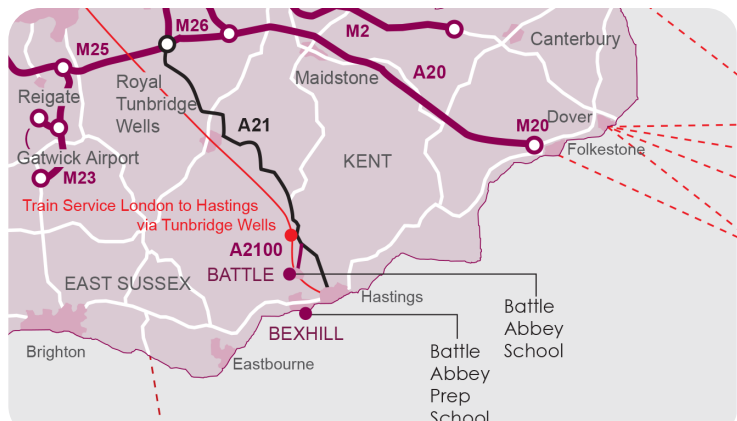 M26
M2
Canterbury
M25
A20
Maidstone
Royal
Tunbridge
Wells
Reigate
A21
M20
Dover
Folkestone
KENT
Gatwick Airport
M23
Train Service London to Hastings
via Tunbridge Wells
A2100
BATTLE
EAST SUSSEX
Hastings
BEXHILL
Battle
Abbey
School
Brighton
Eastbourne
Battle
Abbey
Prep
School